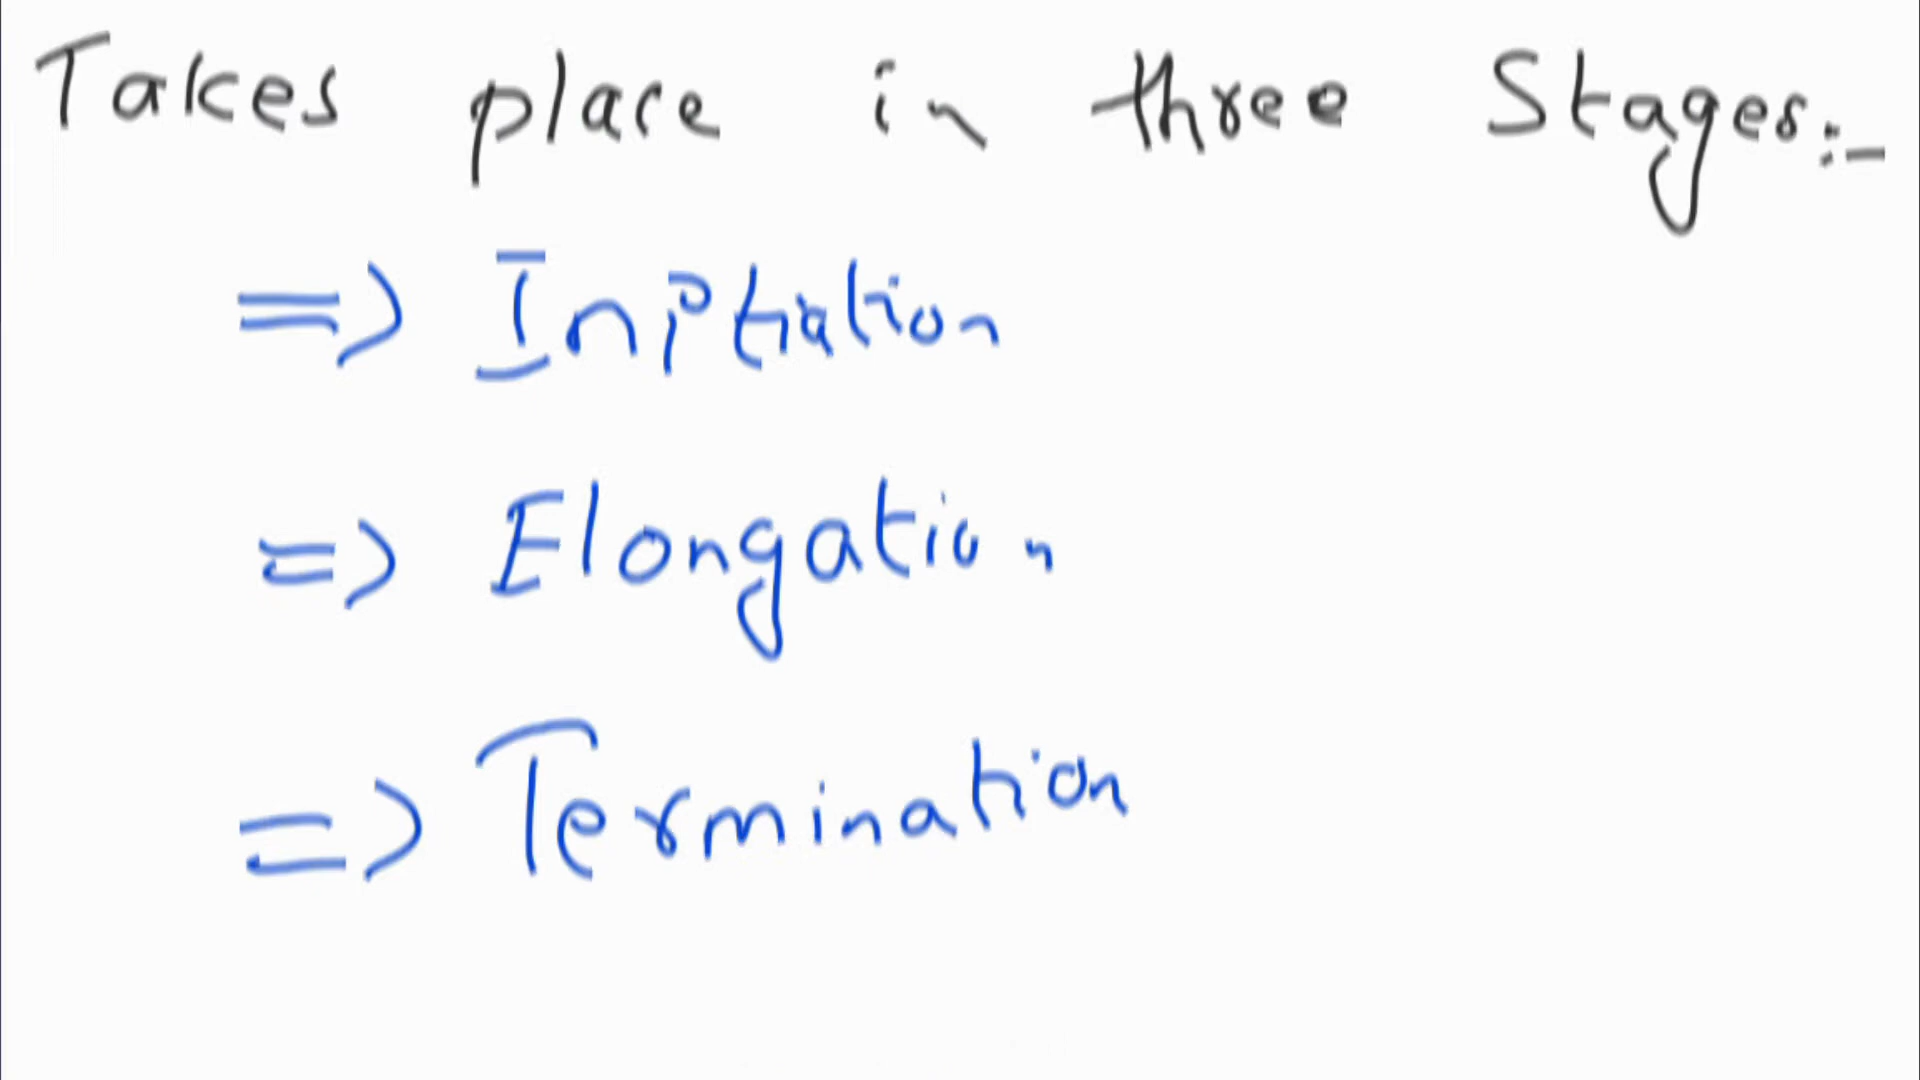 Takes place in three Stages:-
=> Initiation
=> Elongation
=> Termination